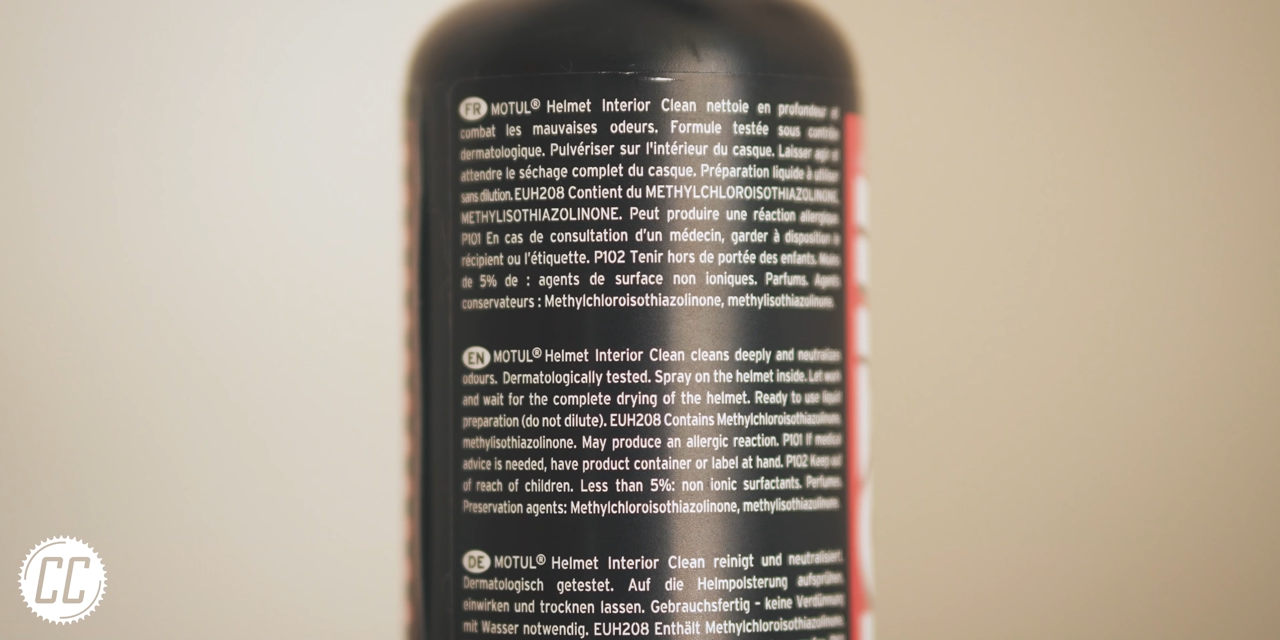 FR MOTUL® Helmet Interior Clean nettoie en profondeur et
combat les mauvaises odeurs. Formule testée sous contrôle
dermatologique. Pulvériser sur l'intérieur du casque. Laisser agir et
attendre le séchage complet du casque. Préparation liquide à utiliser
sans dilution. EUH208 Contient du METHYLCHLOROISOTHIAZOLINONE,
METHYLISOTHIAZOLINONE. Peut produire une réaction allergique.
P101 En cas de consultation d'un médecin, garder à disposition le
récipient ou l'étiquette. P102 Tenir hors de portée des enfants. Moins
de 5% de : agents de surface non ioniques. Parfums. Agents
conservateurs : Methylchloroisothiazolinone, methylisothiazolinone.
EN MOTUL® Helmet Interior Clean cleans deeply and neutralizes
odours. Dermatologically tested. Spray on the helmet inside. Let work
and wait for the complete drying of the helmet. Ready to use liquid
preparation (do not dilute). EUH208 Contains Methylchloroisothiazolinone,
methylisothiazolinone. May produce an allergic reaction. P101 If medical
advice is needed, have product container or label at hand. P102 Keep out
of reach of children. Less than 5%: non ionic surfactants. Perfumes.
Preservation agents: Methylchloroisothiazolinone, methylisothiazolinone.
DE MOTUL® Helmet Interior Clean reinigt und neutralisiert.
Dermatologisch getestet. Auf die Helmpolsterung aufsprühen,
einwirken und trocknen lassen. Gebrauchsfertig – keine Verdünnung
mit Wasser notwendig. EUH208 Enthält Methylchloroisothiazolinone,
CC